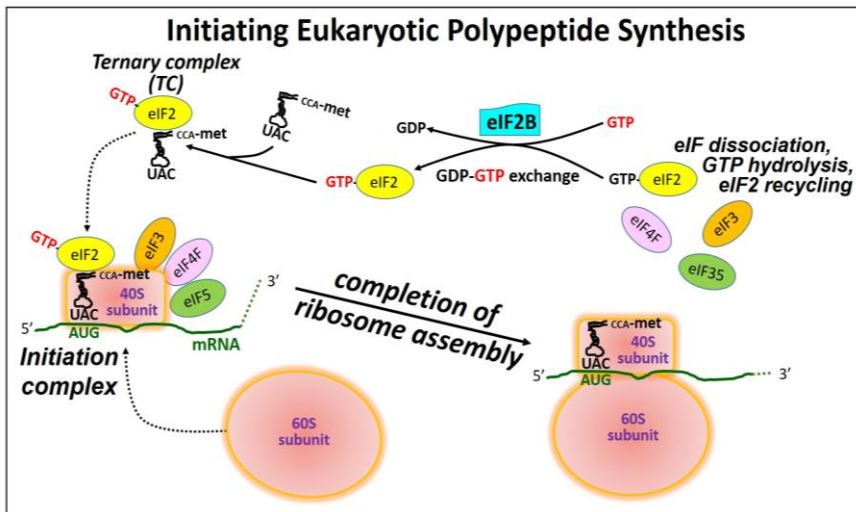 Initiating Eukaryotic Polypeptide Synthesis
Ternary complex
(TC)
GTP-
eIF2
CCA-met
UAC
CCA-met
UAC
GDP
eIF2B
GTP
GTP-
eIF2
GDP-GTP exchange
GTP-
eIF2
eIF dissociation,
GTP hydrolysis,
eIF2 recycling
eIF4F
eIF3
eIF35
GTP-
eIF2
eIF3
eIF4F
eIF5
CCA-met
40S
subunit
UAC
AUG
5’
3’
mRNA
Initiation
complex
completion of
ribosome assembly
60S
subunit
CCA-met
40S
subunit
UAC
AUG
5’
3’
60S
subunit